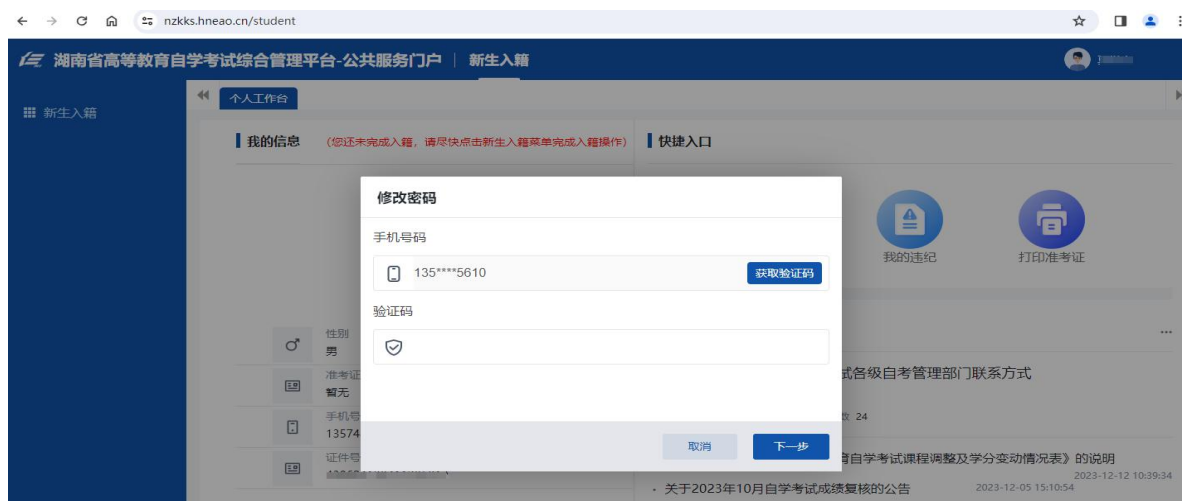 nzkks.hneao.cn/student
湖南省高等教育自学考试综合管理平台-公共服务门户 | 新生入籍
新生入籍
个人工作台
我的信息 (您还未完成入籍，请尽快点击新生入籍菜单完成入籍操作)
快捷入口
修改密码
手机号码
135****5610 获取验证码
验证码
取消 下一步
我的违纪 打印准考证
性别
男
准考证
暂无
手机号
13574
证件号
...
试各级自考管理部门联系方式
数 24
育自学考试课程调整及学分变动情况表》的说明
2023-12-12 10:39:34
· 关于2023年10月自学考试成绩复核的公告 2023-12-05 15:10:54